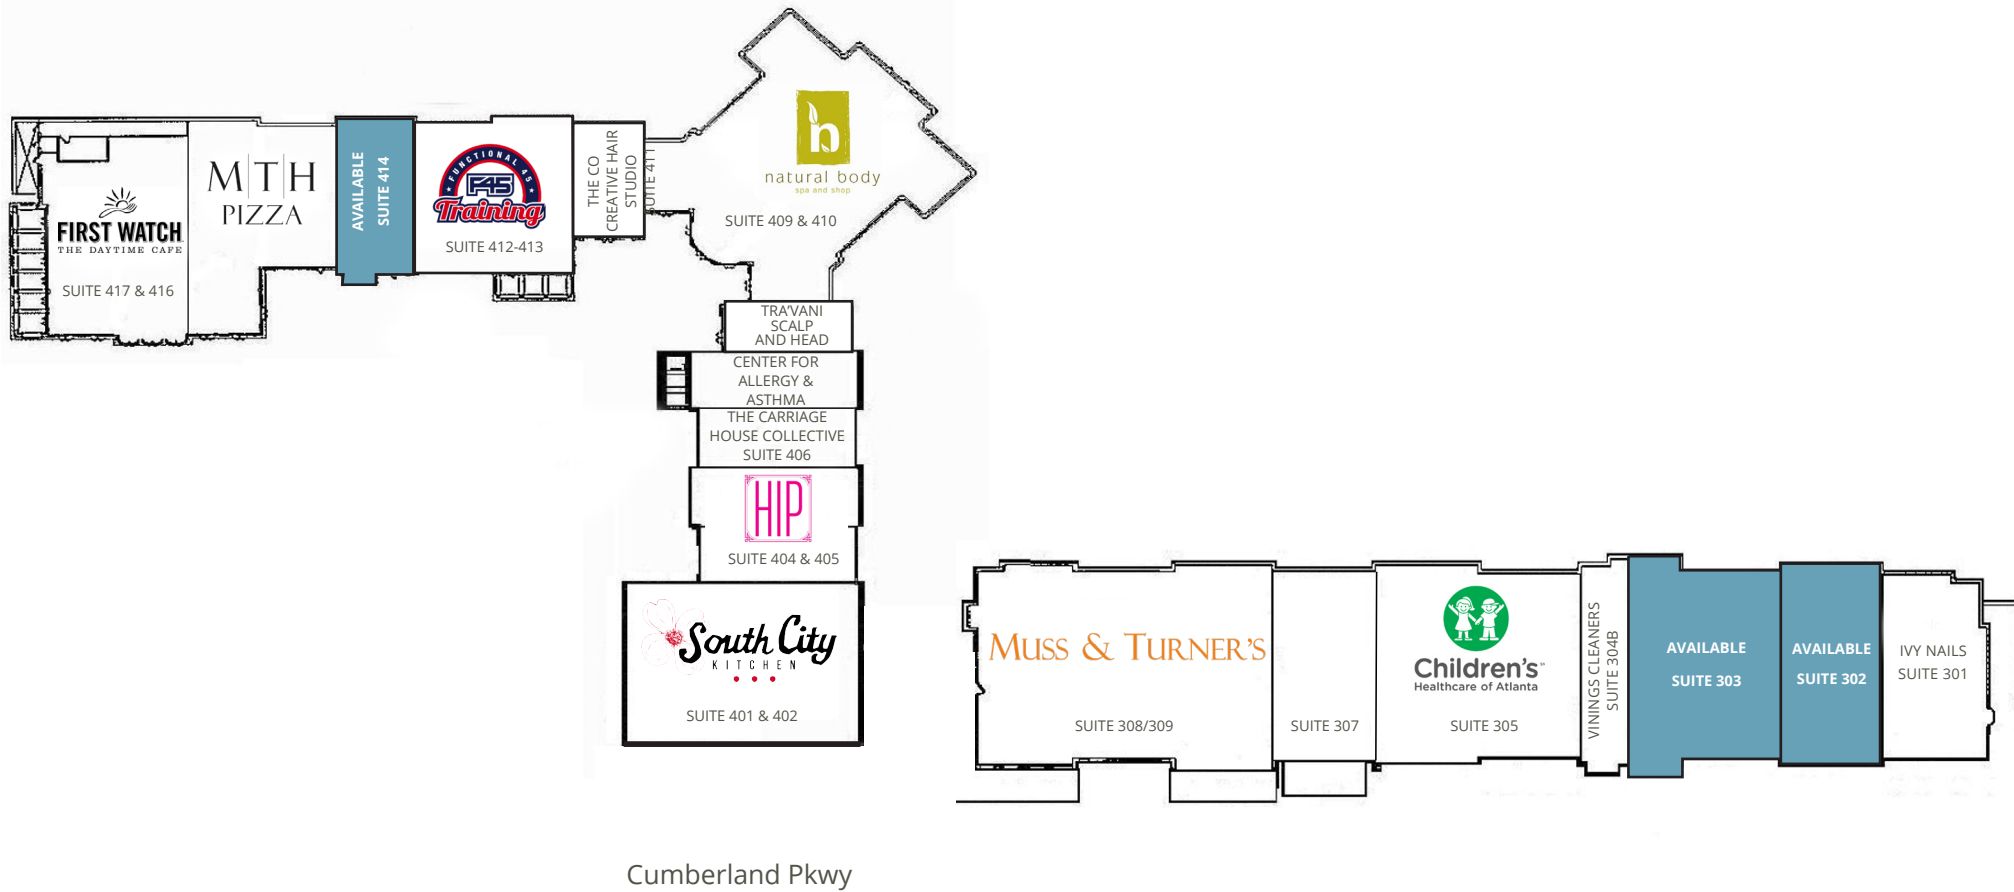 FIRST WATCH
THE DAYTIME CAFE
SUITE 417 & 416
M|T|H
PIZZA
AVAILABLE
SUITE 414
FUNCTIONAL 45
F45
Training
SUITE 412-413
THE CO
CREATIVE HAIR
STUDIO
SUITE 411
b
natural body
spa and shop
SUITE 409 & 410
TRA'VANI
SCALP
AND HEAD
CENTER FOR
ALLERGY &
ASTHMA
THE CARRIAGE
HOUSE COLLECTIVE
SUITE 406
HIP
SUITE 404 & 405
South City
KITCHEN
SUITE 401 & 402
MUSS & TURNER'S
SUITE 308/309
SUITE 307
Children's
Healthcare of Atlanta
SUITE 305
VININGS CLEANERS
SUITE 304B
AVAILABLE
SUITE 303
AVAILABLE
SUITE 302
IVY NAILS
SUITE 301
Cumberland Pkwy